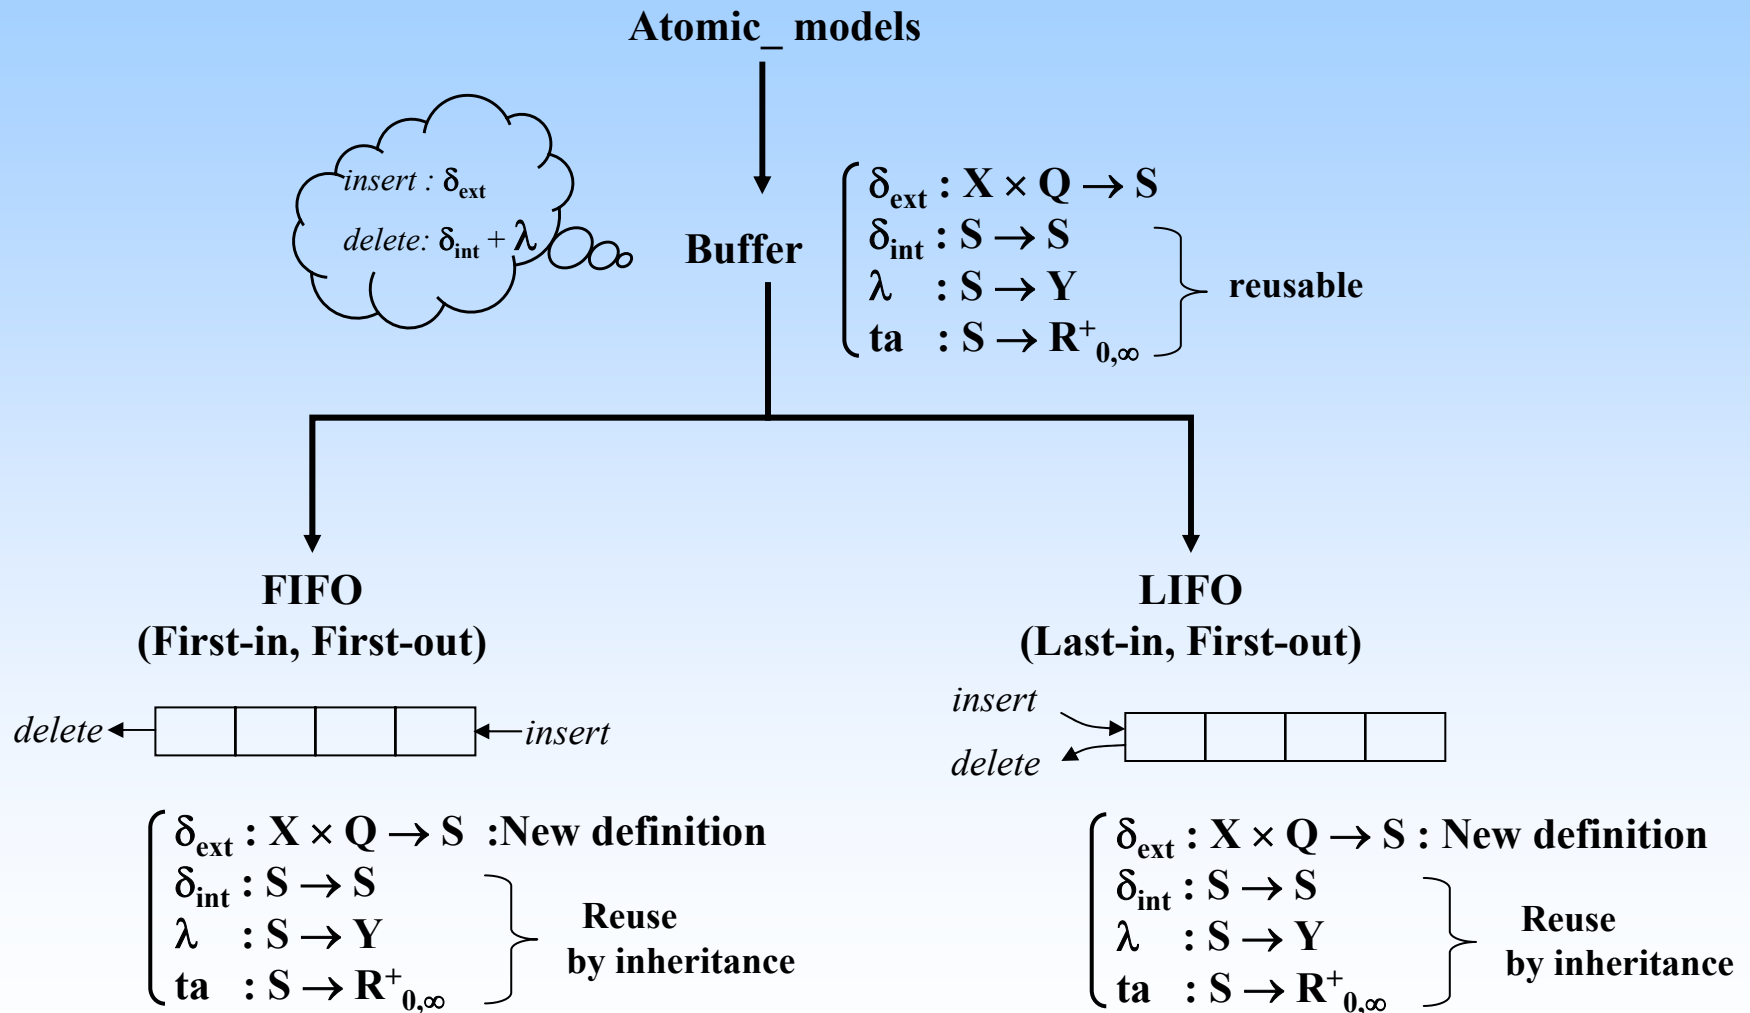 Atomic_ models
insert : δext
delete: δint + λ
Buffer
δext : X × Q → S
δint : S → S
λ : S → Y
ta : S → R+0,∞
reusable
FIFO
(First-in, First-out)
delete
insert
δext : X × Q → S :New definition
δint : S → S
λ : S → Y
ta : S → R+0,∞
Reuse
by inheritance
LIFO
(Last-in, First-out)
insert
delete
δext : X × Q → S : New definition
δint : S → S
λ : S → Y
ta : S → R+0,∞
Reuse
by inheritance